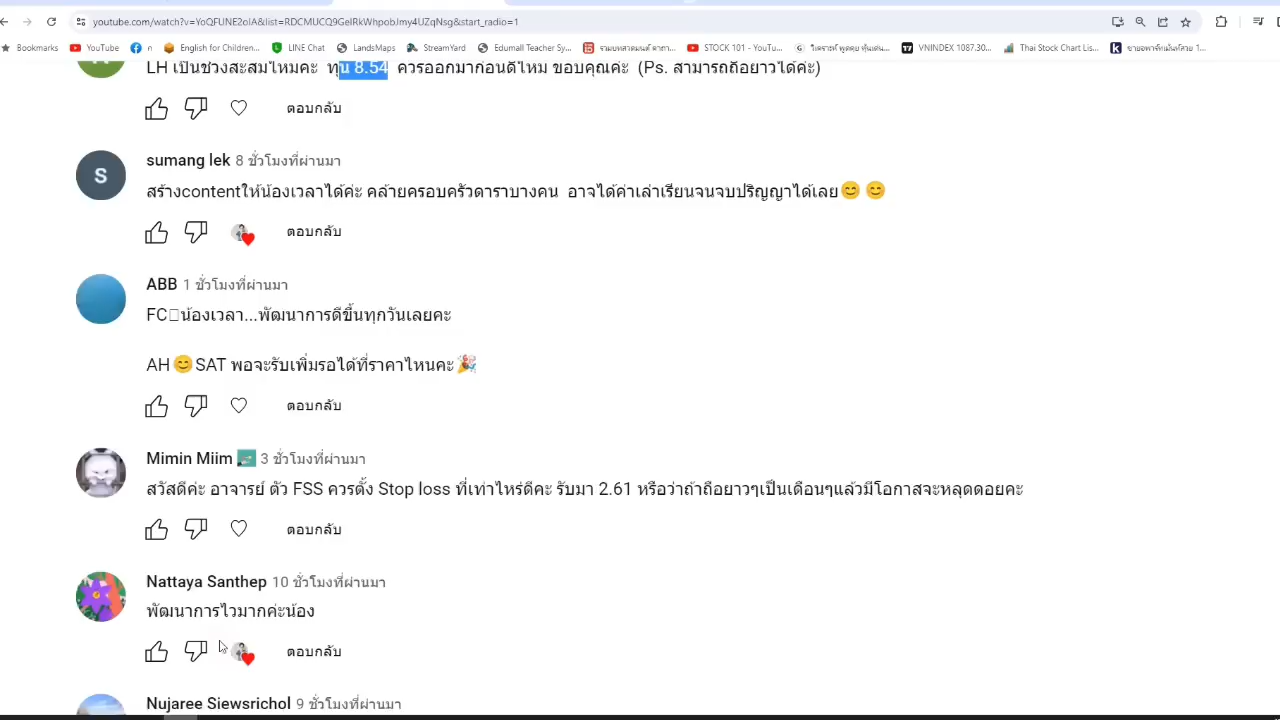 youtube.com/watch?v=YoQFUNE2oIA&list=RDCMUCQ9GelRkWhpobJmy4UZqNsg&start_radio=1
Bookmarks YouTube n English for Children... LINE Chat LandsMaps StreamYard Edumall Teacher Sy... STOCK 101 - YouTu... VNINDEX 1087.30... Thai Stock Chart Lis...
LH เป็นช่วงสะสมไหมคะ ทุน 8.54 ควรออกมาก่อนดีไหม ขอบคุณค่ะ (Ps. สามารถถือยาวได้ค่ะ)
ตอบกลับ
S
sumang lek 8 ชั่วโมงที่ผ่านมา
สร้างcontentให้น้องเวลาได้ค่ะ คล้ายครอบครัวดาราบางคน อาจได้ค่าเล่าเรียนจนจบปริญญาได้เลย😊 😊
ตอบกลับ
ABB 1 ชั่วโมงที่ผ่านมา
FC▯น้องเวลา...พัฒนาการดีขึ้นทุกวันเลยคะ
AH😊SAT พอจะรับเพิ่มรอได้ที่ราคาไหนคะ🎉
ตอบกลับ
Mimin Miim 3 ชั่วโมงที่ผ่านมา
สวัสดีค่ะ อาจารย์ ตัว FSS ควรตั้ง Stop loss ที่เท่าไหร่ดีคะ รับมา 2.61 หรือว่าถ้าถือยาวๆเป็นเดือนๆแล้วมีโอกาสจะหลุดดอยคะ
ตอบกลับ
Nattaya Santhep 10 ชั่วโมงที่ผ่านมา
พัฒนาการไวมากค่ะน้อง
ตอบกลับ
Nujaree Siewsrichol 9 ชั่วโมงที่ผ่านมา